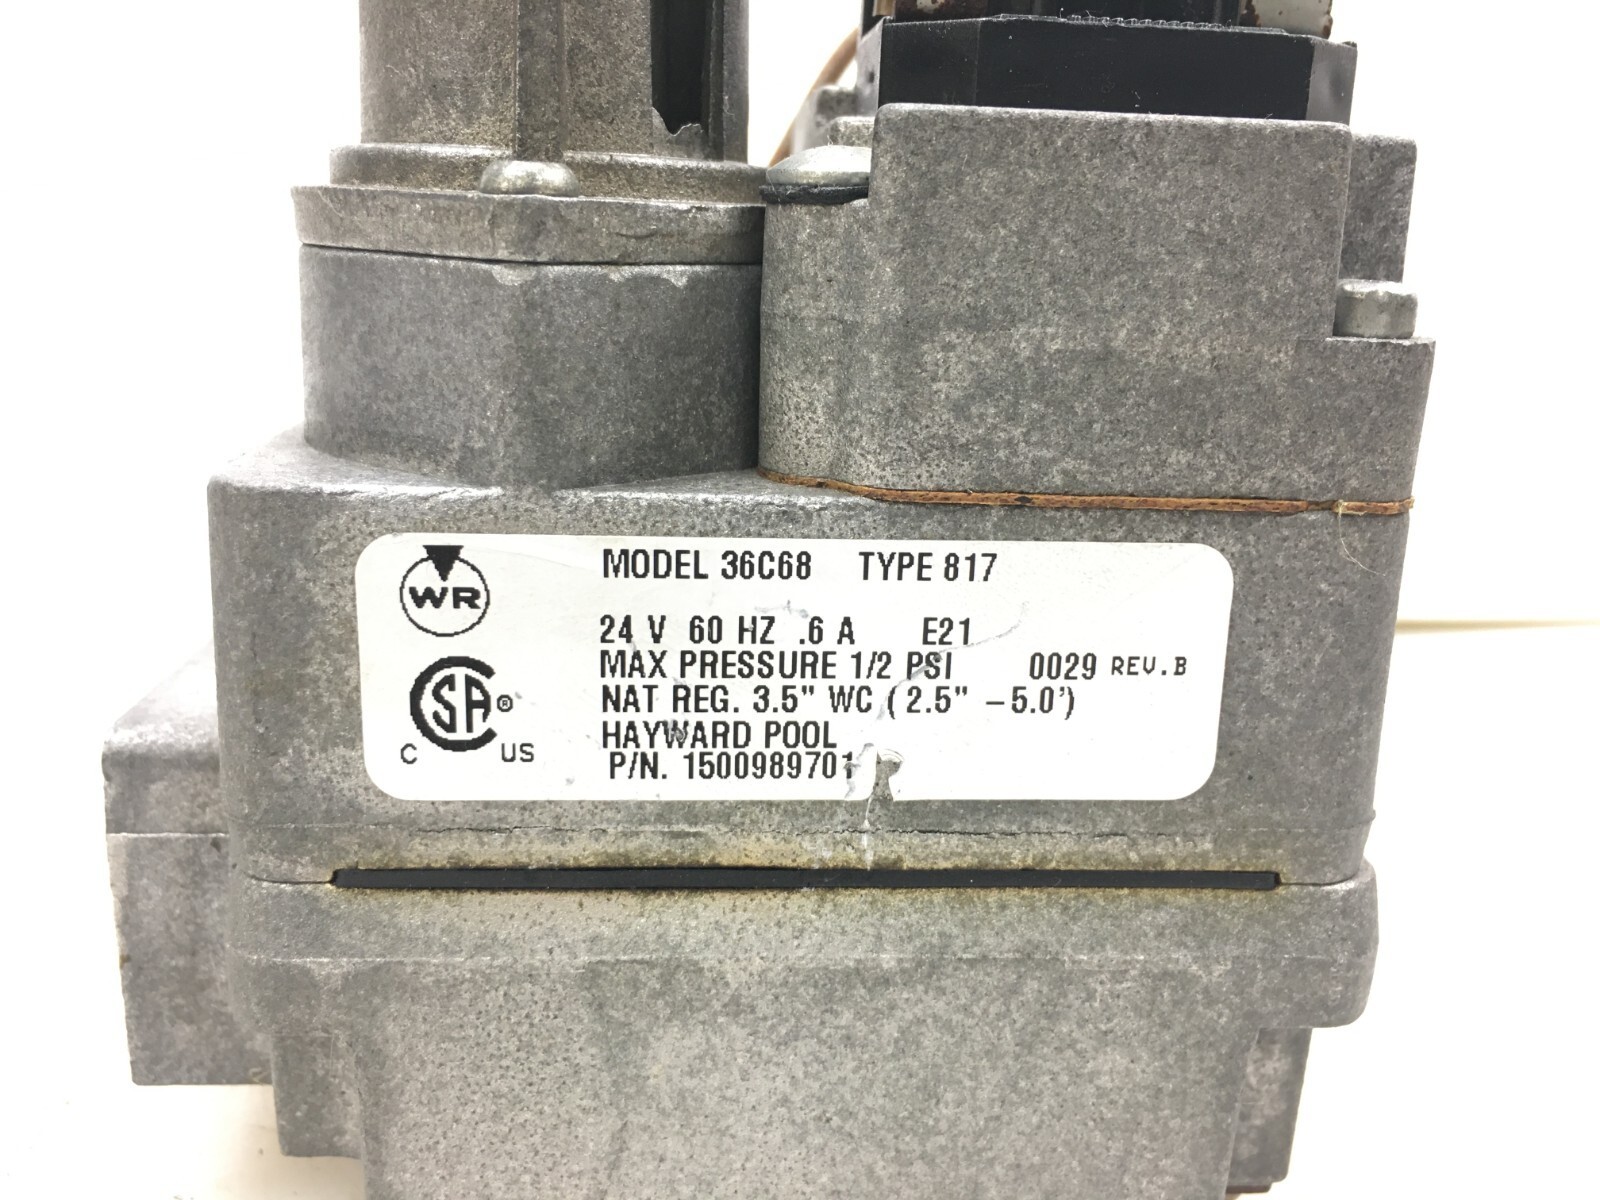 WR
MODEL 36C68 TYPE 817
24 V 60 HZ .6 A E21
MAX PRESSURE 1/2 PSI 0029 REV.B
NAT REG. 3.5" WC ( 2.5" – 5.0')
HAYWARD POOL
P/N. 1500989701
CSA ®
C US